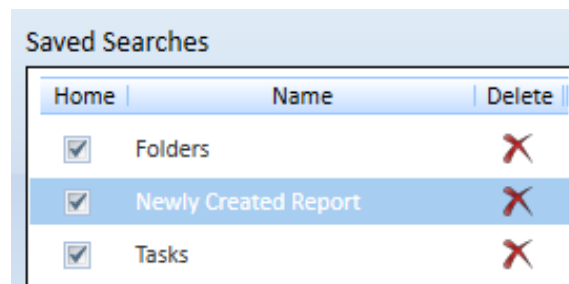 Saved Searches
Home Name Delete
Folders
Newly Created Report
Tasks